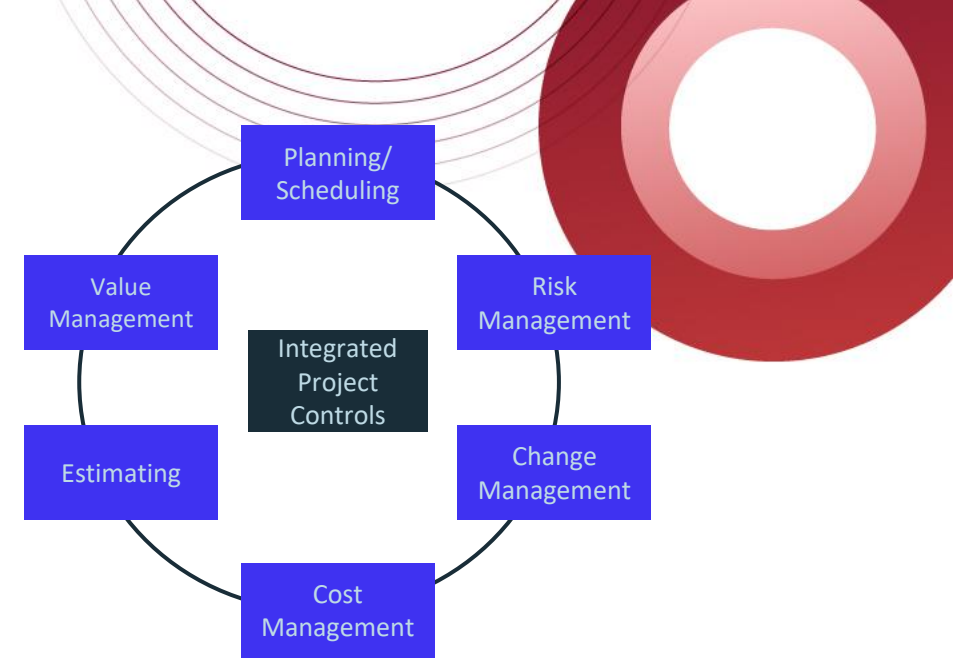 Planning/
Scheduling
Value
Management
Risk
Management
Integrated
Project
Controls
Estimating
Change
Management
Cost
Management